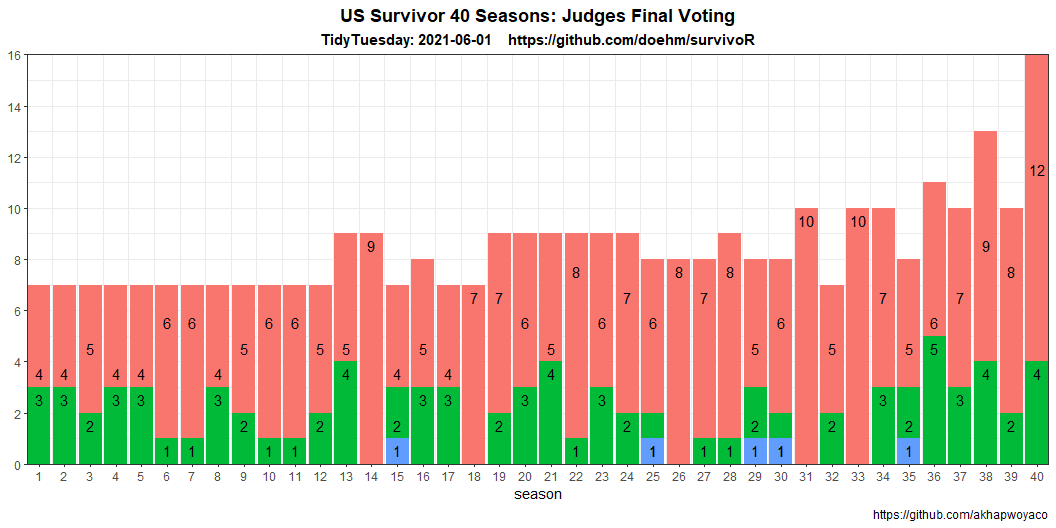 US Survivor 40 Seasons: Judges Final Voting
TidyTuesday: 2021-06-01 https://github.com/doehm/survivoR
16
14
12
10
8
6
4
2
0
4 4 5 4 4 6 6 4 5 6 6 5 5 9 4 5 4 7 7 6 5 8 6 7 6 8 7 8 5 6 10 5 10 7 5 6 7 9 8 12
3 3 2 3 3 1 1 3 2 1 1 2 4 2 3 3 2 3 4 1 3 2 1 1 2 2 3 2 5 3 4 2 4
1 1 1 1 1
1 2 3 4 5 6 7 8 9 10 11 12 13 14 15 16 17 18 19 20 21 22 23 24 25 26 27 28 29 30 31 32 33 34 35 36 37 38 39 40
season
https://github.com/akhapwoyaco